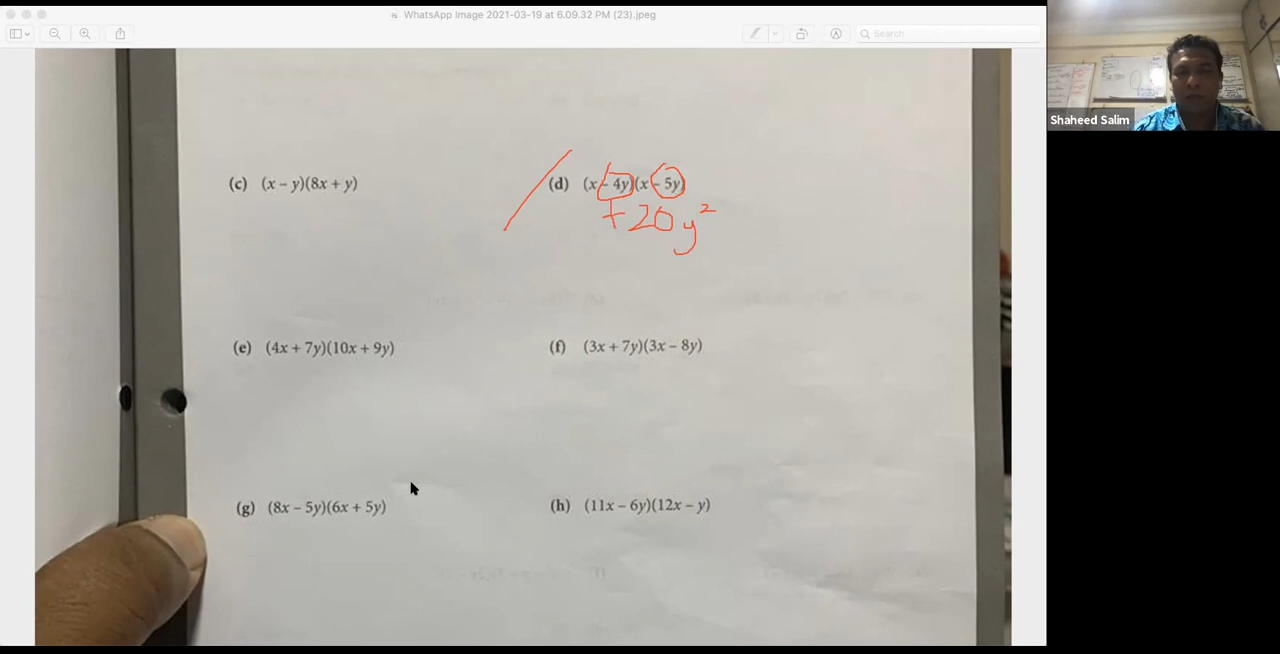 WhatsApp Image 2021-03-19 at 6.09.32 PM (23).jpeg
Search
Shaheed Salim
(c) (x – y)(8x + y)
(d) (x – 4y)(x – 5y)
+20y²
(e) (4x + 7y)(10x + 9y)
(f) (3x + 7y)(3x – 8y)
(g) (8x – 5y)(6x + 5y)
(h) (11x – 6y)(12x – y)